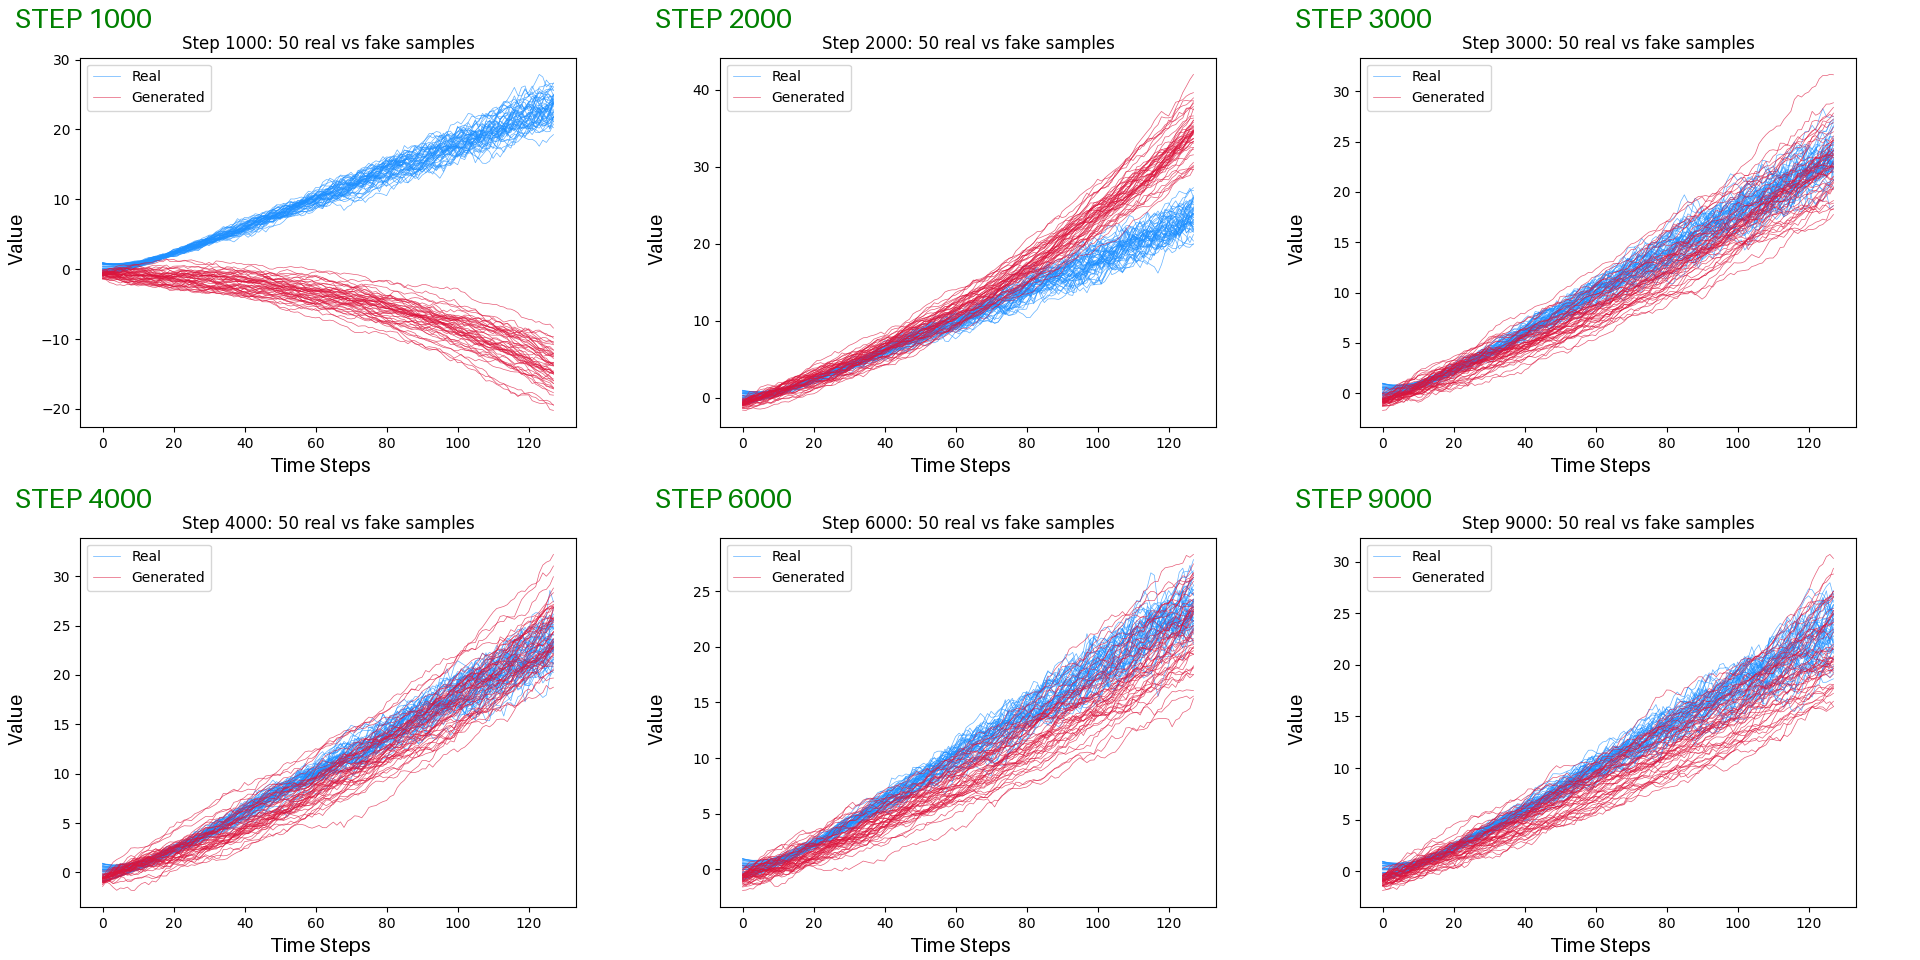 STEP 1000
Step 1000: 50 real vs fake samples
Real
Generated
30
20
10
0
−10
−20
Value
0 20 40 60 80 100 120
Time Steps
STEP 2000
Step 2000: 50 real vs fake samples
Real
Generated
40
30
20
10
0
Value
0 20 40 60 80 100 120
Time Steps
STEP 3000
Step 3000: 50 real vs fake samples
Real
Generated
30
25
20
15
10
5
0
Value
0 20 40 60 80 100 120
Time Steps
STEP 4000
Step 4000: 50 real vs fake samples
Real
Generated
30
25
20
15
10
5
0
Value
0 20 40 60 80 100 120
Time Steps
STEP 6000
Step 6000: 50 real vs fake samples
Real
Generated
25
20
15
10
5
0
Value
0 20 40 60 80 100 120
Time Steps
STEP 9000
Step 9000: 50 real vs fake samples
Real
Generated
30
25
20
15
10
5
0
Value
0 20 40 60 80 100 120
Time Steps